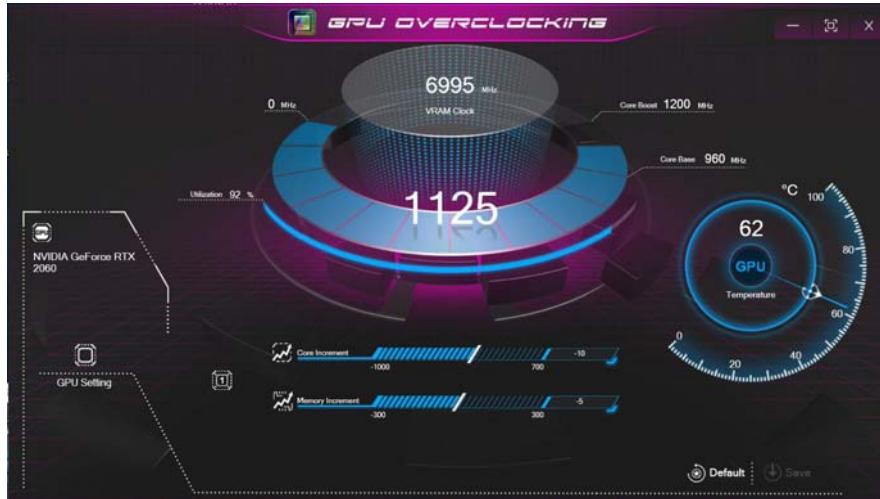 GPU OVERCLOCKING
6995 MHz
VRAM Clock
0 MHz
Core Boost 1200 MHz
Core Base 960 MHz
Utilization 92 %
1125
°C
100
80
60
40
20
0
62
GPU
Temperature
NVIDIA GeForce RTX
2060
GPU Setting
1
Core Increment
-10
-1000
700
Memory Increment
-5
-300
300
Default
Save